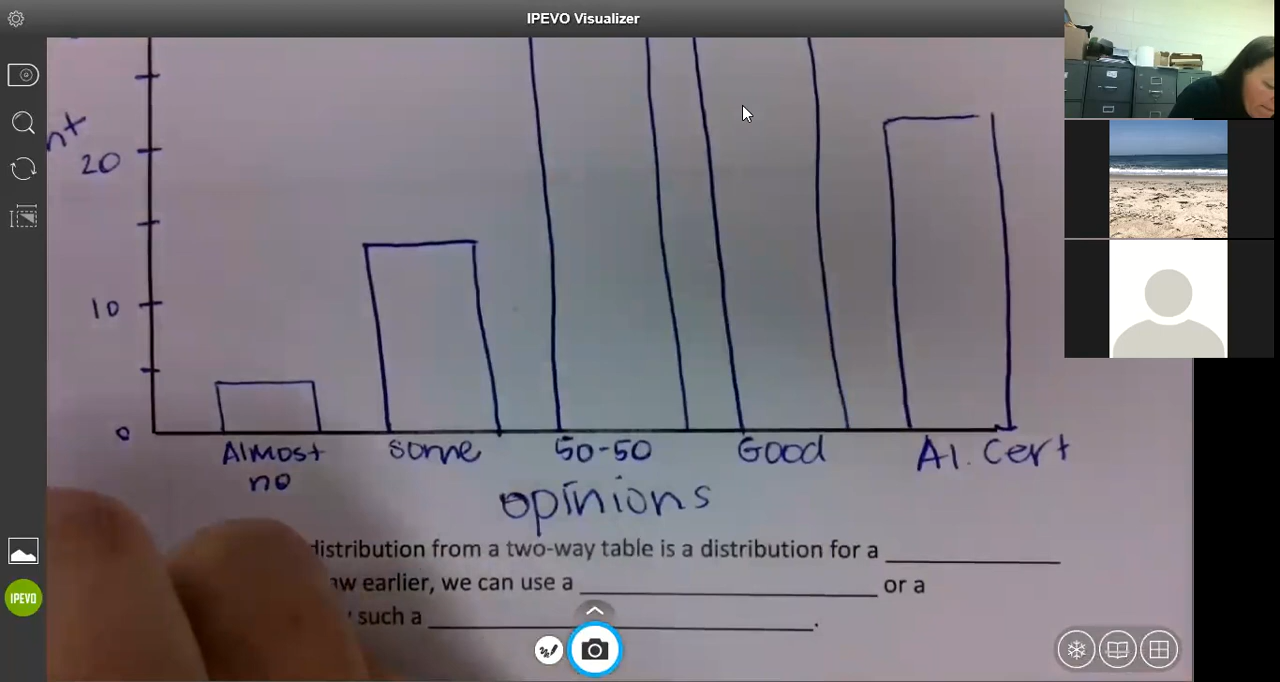 IPEVO Visualizer
20
10
0
Almost no
some
50-50
Good
Al. Cert
opinions
distribution from a two-way table is a distribution for a
earlier, we can use a or a
such a .
IPEVO